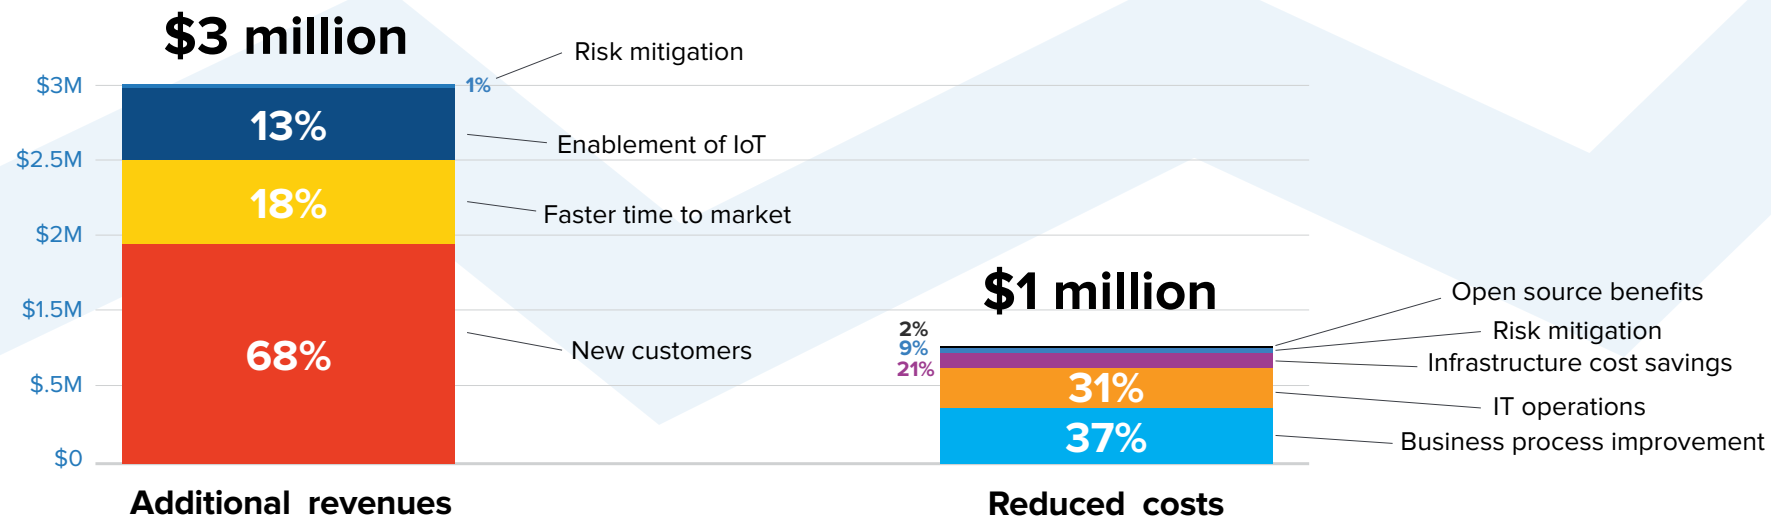 $3 million
Risk mitigation
$3M
1%
13%
Enablement of IoT
$2.5M
18%
Faster time to market
$2M
$1.5M
68%
New customers
$.5M
$0
Additional revenues
$1 million
Open source benefits
2%
Risk mitigation
9%
Infrastructure cost savings
21%
31%
IT operations
37%
Business process improvement
Reduced costs